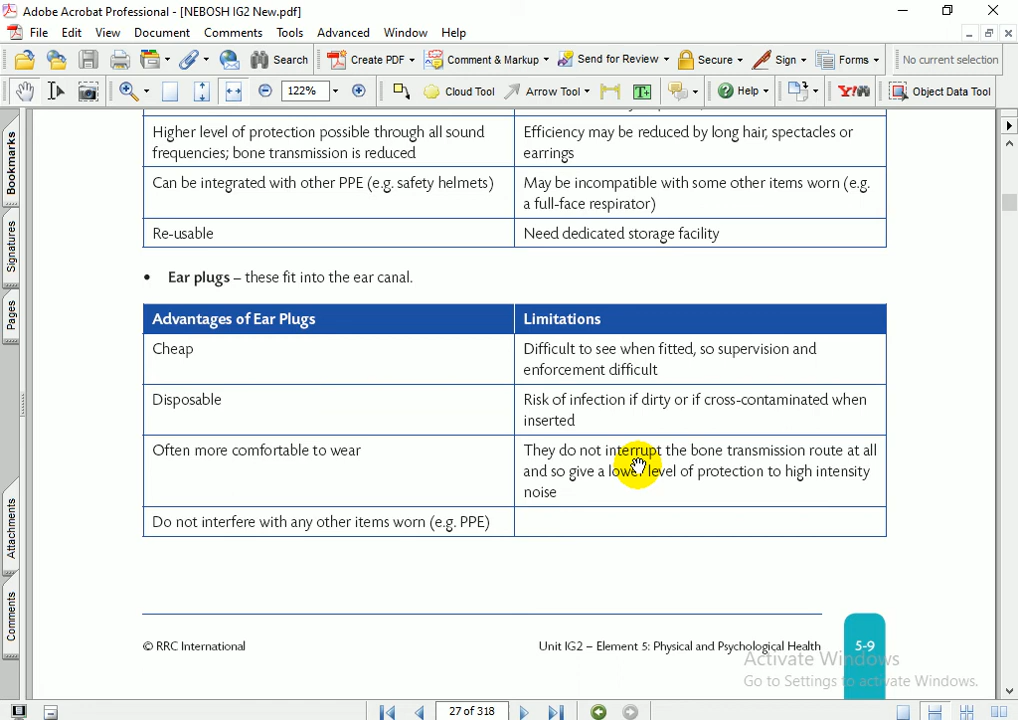 Adobe Acrobat Professional - [NEBOSH IG2 New.pdf]
File Edit View Document Comments Tools Advanced Window Help
Search Create PDF Comment & Markup Send for Review Secure Sign Forms No current selection
122% Cloud Tool Arrow Tool Help Y! Object Data Tool
Bookmarks
Signatures
Pages
Attachments
Comments
Higher level of protection possible through all sound
frequencies; bone transmission is reduced
Efficiency may be reduced by long hair, spectacles or
earrings
Can be integrated with other PPE (e.g. safety helmets)
May be incompatible with some other items worn (e.g.
a full-face respirator)
Re-usable
Need dedicated storage facility
• Ear plugs – these fit into the ear canal.
Advantages of Ear Plugs
Limitations
Cheap
Difficult to see when fitted, so supervision and
enforcement difficult
Disposable
Risk of infection if dirty or if cross-contaminated when
inserted
Often more comfortable to wear
They do not interrupt the bone transmission route at all
and so give a lower level of protection to high intensity
noise
Do not interfere with any other items worn (e.g. PPE)
© RRC International
Unit IG2 – Element 5: Physical and Psychological Health
5-9
Activate Windows
Go to Settings to activate Windows.
27 of 318